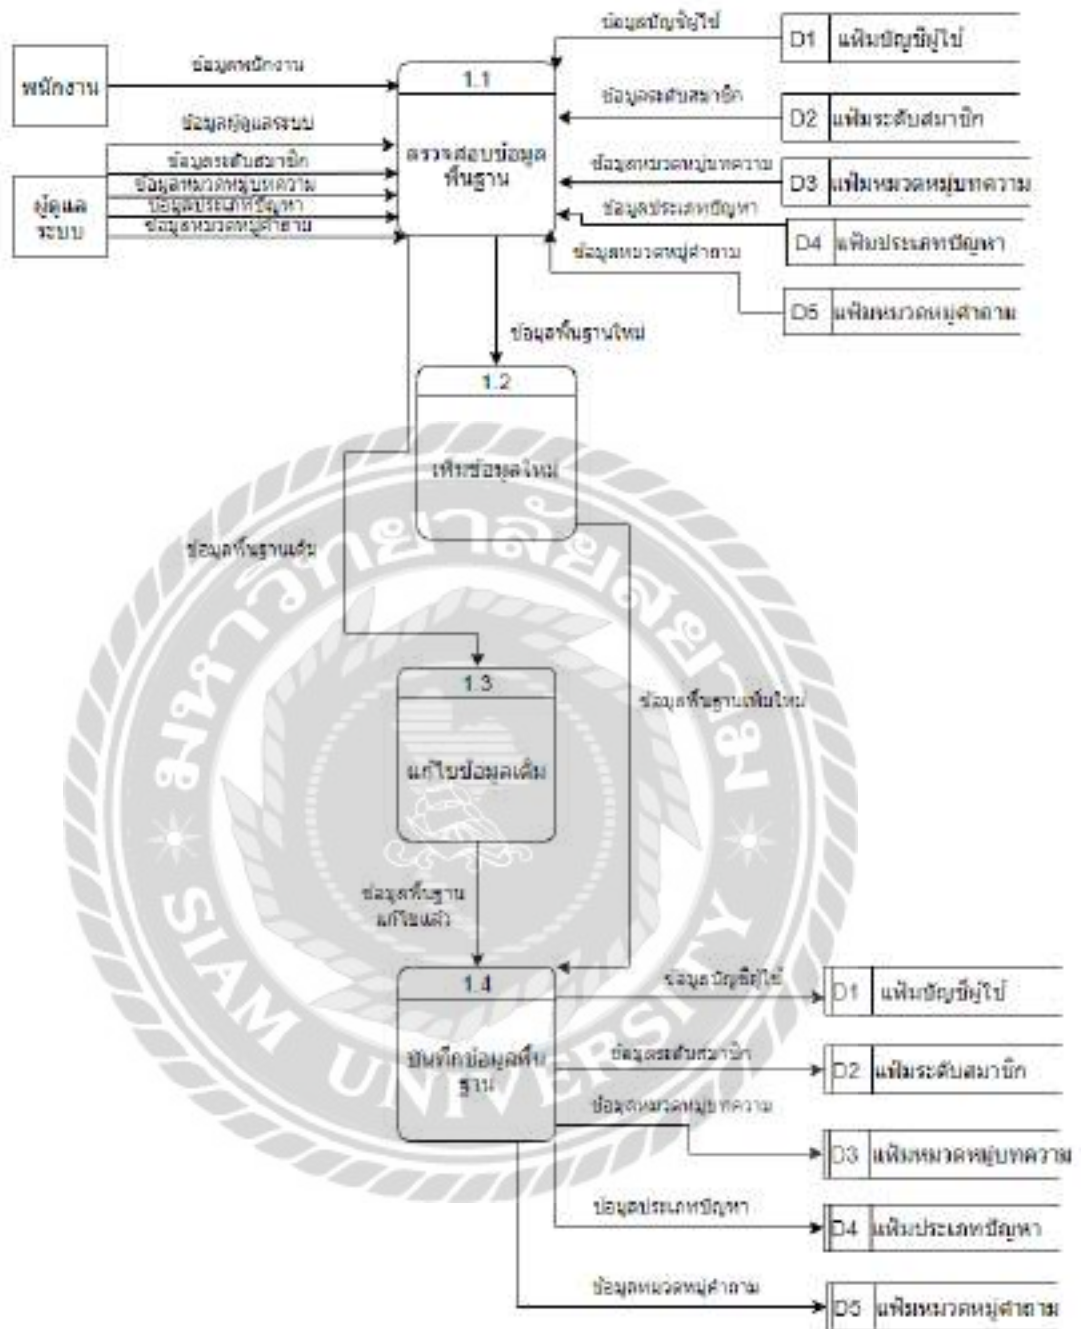 ข้อมูลบัญชีผู้ใช้
D1 แฟ้มบัญชีผู้ใช้
พนักงาน
ข้อมูลพนักงาน
1.1
ตรวจสอบข้อมูล
พื้นฐาน
ข้อมูลระดับสมาชิก
D2 แฟ้มระดับสมาชิก
ข้อมูลผู้ดูแลระบบ
ข้อมูลระดับสมาชิก
ข้อมูลหมวดหมู่บทความ
ข้อมูลประเภทปัญหา
ข้อมูลหมวดหมู่คำถาม
ผู้ดูแล
ระบบ
ข้อมูลหมวดหมู่บทความ
D3 แฟ้มหมวดหมู่บทความ
ข้อมูลประเภทปัญหา
D4 แฟ้มประเภทปัญหา
ข้อมูลหมวดหมู่คำถาม
D5 แฟ้มหมวดหมู่คำถาม
ข้อมูลพื้นฐานใหม่
1.2
เพิ่มข้อมูลใหม่
ข้อมูลพื้นฐานเดิม
มหาวิทยาลัยสยาม
1.3
แก้ไขข้อมูลเดิม
ข้อมูลพื้นฐานเพิ่มใหม่
ข้อมูลพื้นฐาน
แก้ไขแล้ว
SIAM UNIVERSITY
1.4
บันทึกข้อมูลพื้น
ฐาน
ข้อมูลบัญชีผู้ใช้
D1 แฟ้มบัญชีผู้ใช้
ข้อมูลระดับสมาชิก
D2 แฟ้มระดับสมาชิก
ข้อมูลหมวดหมู่บทความ
D3 แฟ้มหมวดหมู่บทความ
ข้อมูลประเภทปัญหา
D4 แฟ้มประเภทปัญหา
ข้อมูลหมวดหมู่คำถาม
D5 แฟ้มหมวดหมู่คำถาม